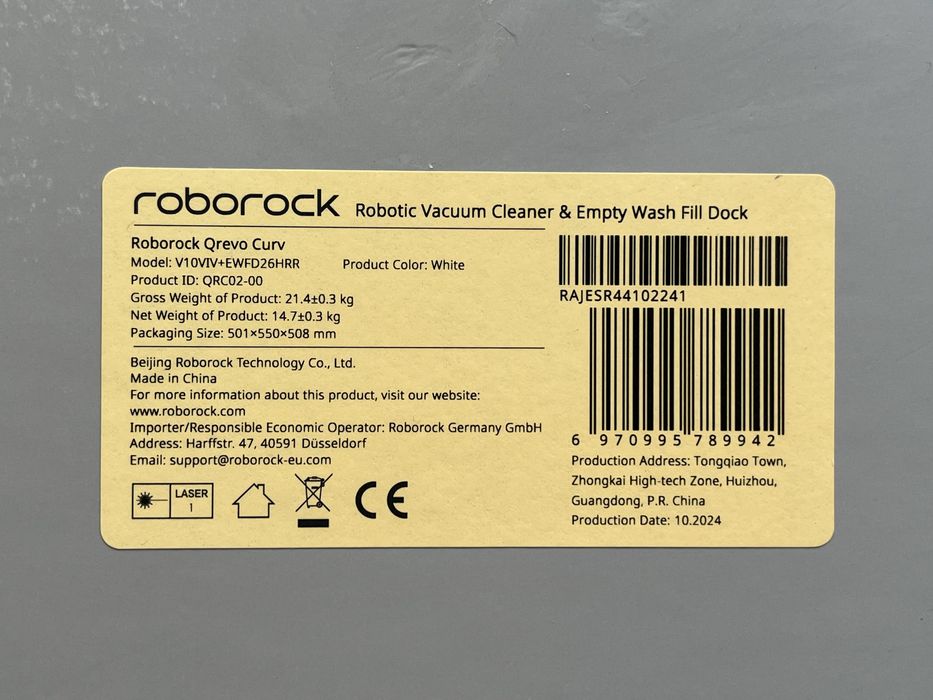 roborock Robotic Vacuum Cleaner & Empty Wash Fill Dock
Roborock Qrevo Curv
Model: V10VIV+EWFD26HRR Product Color: White
Product ID: QRC02-00
Gross Weight of Product: 21.4±0.3 kg
Net Weight of Product: 14.7±0.3 kg
Packaging Size: 501×550×508 mm
Beijing Roborock Technology Co., Ltd.
Made in China
For more information about this product, visit our website:
www.roborock.com
Importer/Responsible Economic Operator: Roborock Germany GmbH
Address: Harffstr. 47, 40591 Düsseldorf
Email: support@roborock-eu.com
LASER
1
CE
RAJESR44102241
6 970995 789942
Production Address: Tongqiao Town,
Zhongkai High-tech Zone, Huizhou,
Guangdong, P.R. China
Production Date: 10.2024